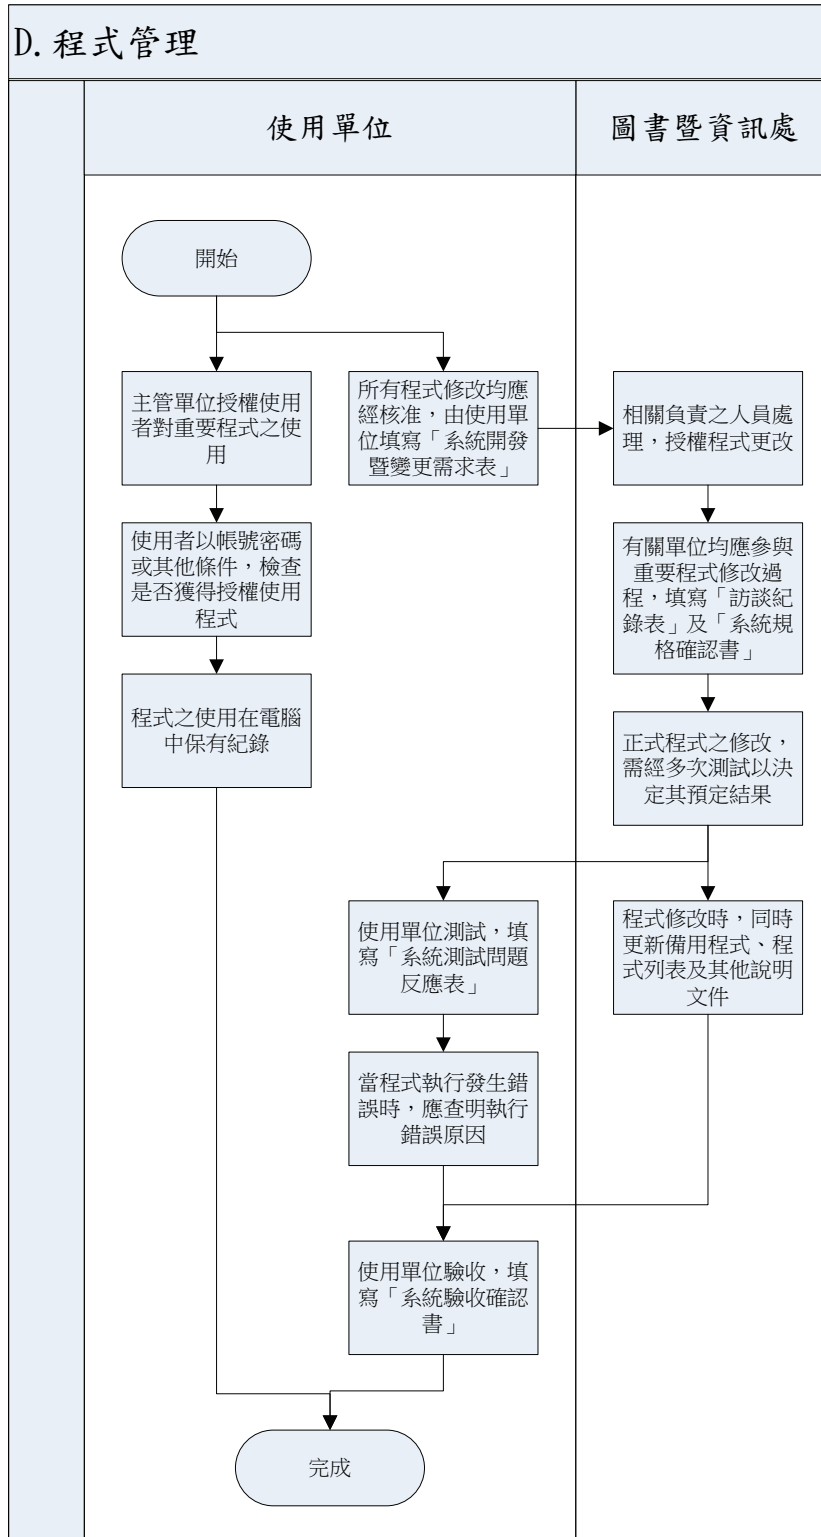 D.程式管理
使用單位
圖書暨資訊處
開始
主管單位授權使用
者對重要程式之使
用
所有程式修改均應
經核准，由使用單
位填寫「系統開發
暨變更需求表」
相關負責之人員處
理，授權程式更改
使用者以帳號密碼
或其他條件，檢查
是否獲得授權使用
程式
有關單位均應參與
重要程式修改過
程，填寫「訪談紀
錄表」及「系統規
格確認書」
程式之使用在電腦
中保有紀錄
正式程式之修改，
需經多次測試以決
定其預定結果
使用單位測試，填
寫「系統測試問題
反應表」
程式修改時，同時
更新備用程式、程
式列表及其他說明
文件
當程式執行發生錯
誤時，應查明執行
錯誤原因
使用單位驗收，填
寫「系統驗收確認
書」
完成